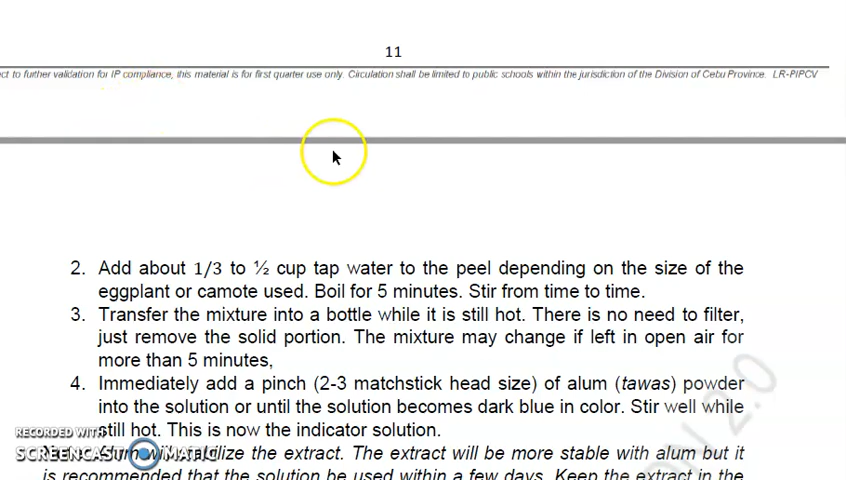 11
ct to further validation for IP compliance, this material is for first quarter use only. Circulation shall be limited to public schools within the jurisdiction of the Division of Cebu Province. LR-PIPCV
2. Add about 1/3 to ½ cup tap water to the peel depending on the size of the
eggplant or camote used. Boil for 5 minutes. Stir from time to time.
3. Transfer the mixture into a bottle while it is still hot. There is no need to filter,
just remove the solid portion. The mixture may change if left in open air for
more than 5 minutes,
4. Immediately add a pinch (2-3 matchstick head size) of alum (tawas) powder
into the solution or until the solution becomes dark blue in color. Stir well while
still hot. This is now the indicator solution.
RECORDED WITH
SCREENCAST MATIC
the extract. The extract will be more stable with alum but it
is recommended that the solution be used within a few days. Keep the extract in the
ON 2.0